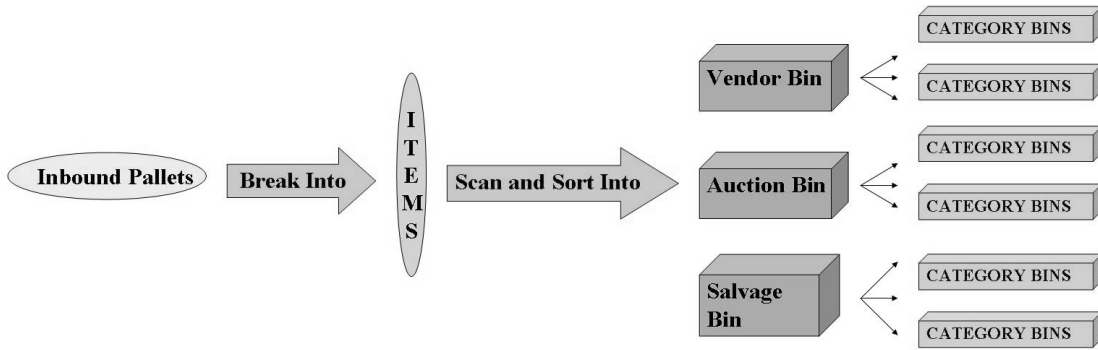 Inbound Pallets
Break Into
I
T
E
M
S
Scan and Sort Into
Vendor Bin
CATEGORY BINS
CATEGORY BINS
Auction Bin
CATEGORY BINS
CATEGORY BINS
Salvage
Bin
CATEGORY BINS
CATEGORY BINS